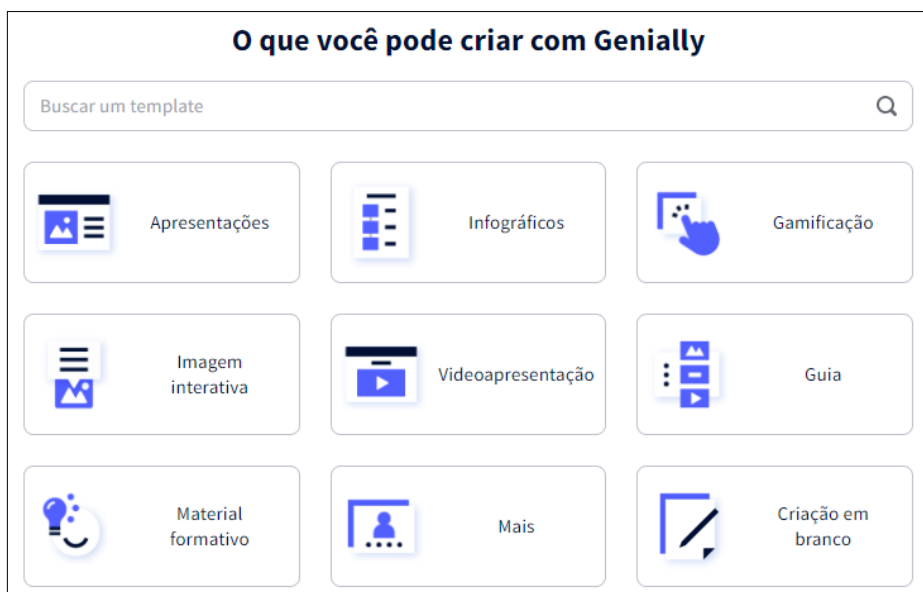 O que você pode criar com Genially
Buscar um template
Apresentações
Infográficos
Gamificação
Imagem
interativa
Videoapresentação
Guia
Material
formativo
Mais
Criação em
branco